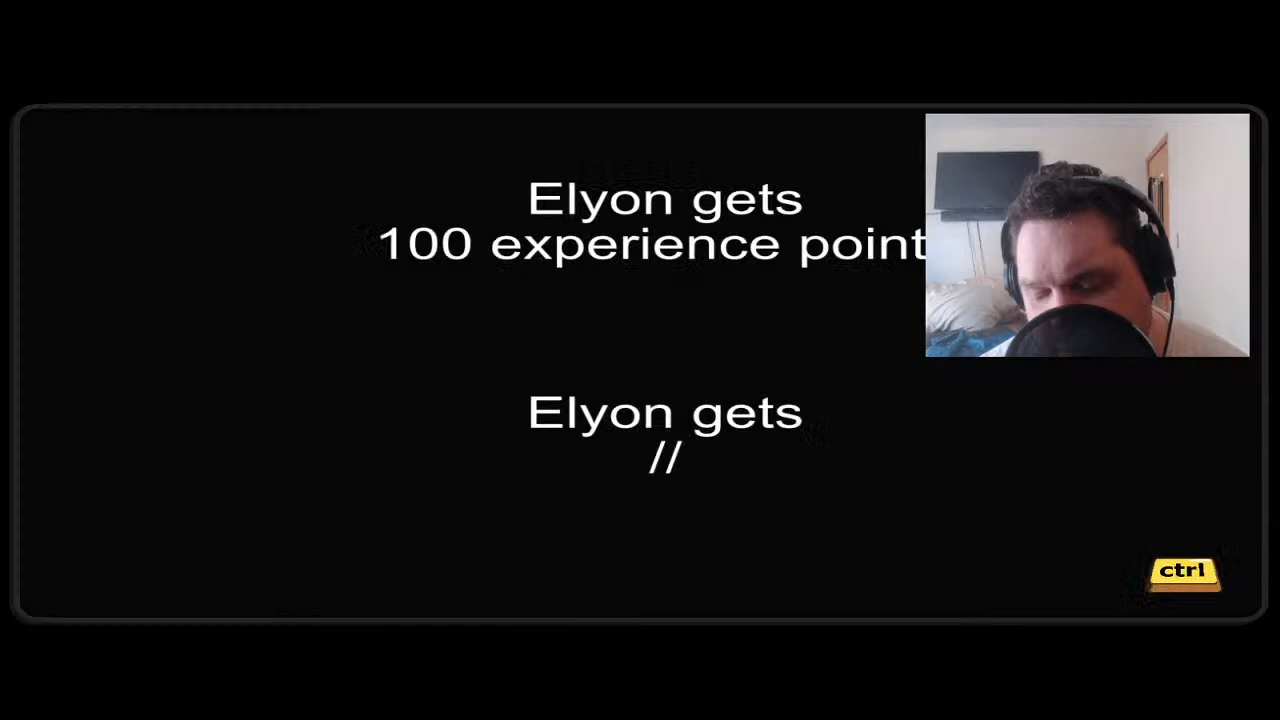 Elyon gets
100 experience point
Elyon gets
//
ctrl